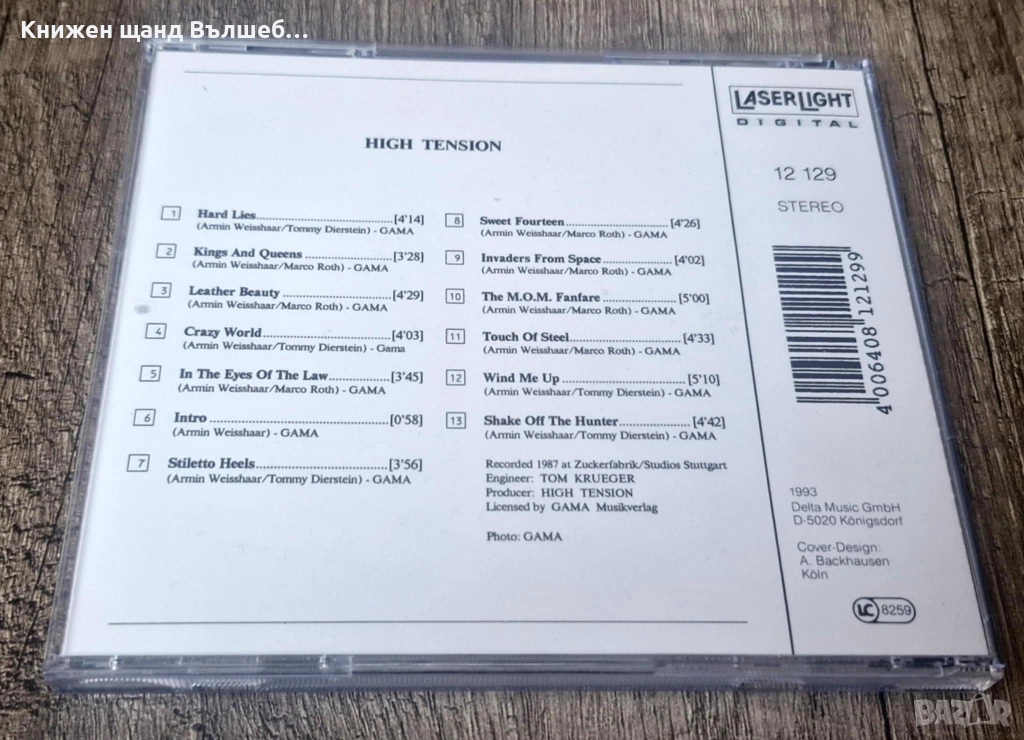 Книжен щанд Вълшеб...
HIGH TENSION
1 Hard Lies [4'14]
(Armin Weisshaar/Tommy Dierstein) - GAMA
2 Kings And Queens [3'28]
(Armin Weisshaar/Marco Roth) - GAMA
3 Leather Beauty [4'29]
(Armin Weisshaar/Marco Roth) - GAMA
4 Crazy World [4'03]
(Armin Weisshaar/Tommy Dierstein) - Gama
5 In The Eyes Of The Law [3'45]
(Armin Weisshaar/Marco Roth) - GAMA
6 Intro [0'58]
(Armin Weisshaar) - GAMA
7 Stiletto Heels [3'56]
(Armin Weisshaar/Tommy Dierstein) - GAMA
8 Sweet Fourteen [4'26]
(Armin Weisshaar/Marco Roth) - GAMA
9 Invaders From Space [4'02]
(Armin Weisshaar/Marco Roth) - GAMA
10 The M.O.M. Fanfare [5'00]
(Armin Weisshaar/Marco Roth) - GAMA
11 Touch Of Steel [4'33]
(Armin Weisshaar/Marco Roth) - GAMA
12 Wind Me Up [5'10]
(Armin Weisshaar/Tommy Dierstein) - GAMA
13 Shake Off The Hunter [4'42]
(Armin Weisshaar/Tommy Dierstein) - GAMA
Recorded 1987 at Zuckerfabrik/Studios Stuttgart
Engineer: TOM KRUEGER
Producer: HIGH TENSION
Licensed by GAMA Musikverlag
Photo: GAMA
LASERLIGHT
DIGITAL
12 129
STEREO
4 006408 121299
1993
Delta Music GmbH
D-5020 Königsdorf
Cover-Design:
A. Backhausen
Köln
LC 8259
BAZAR